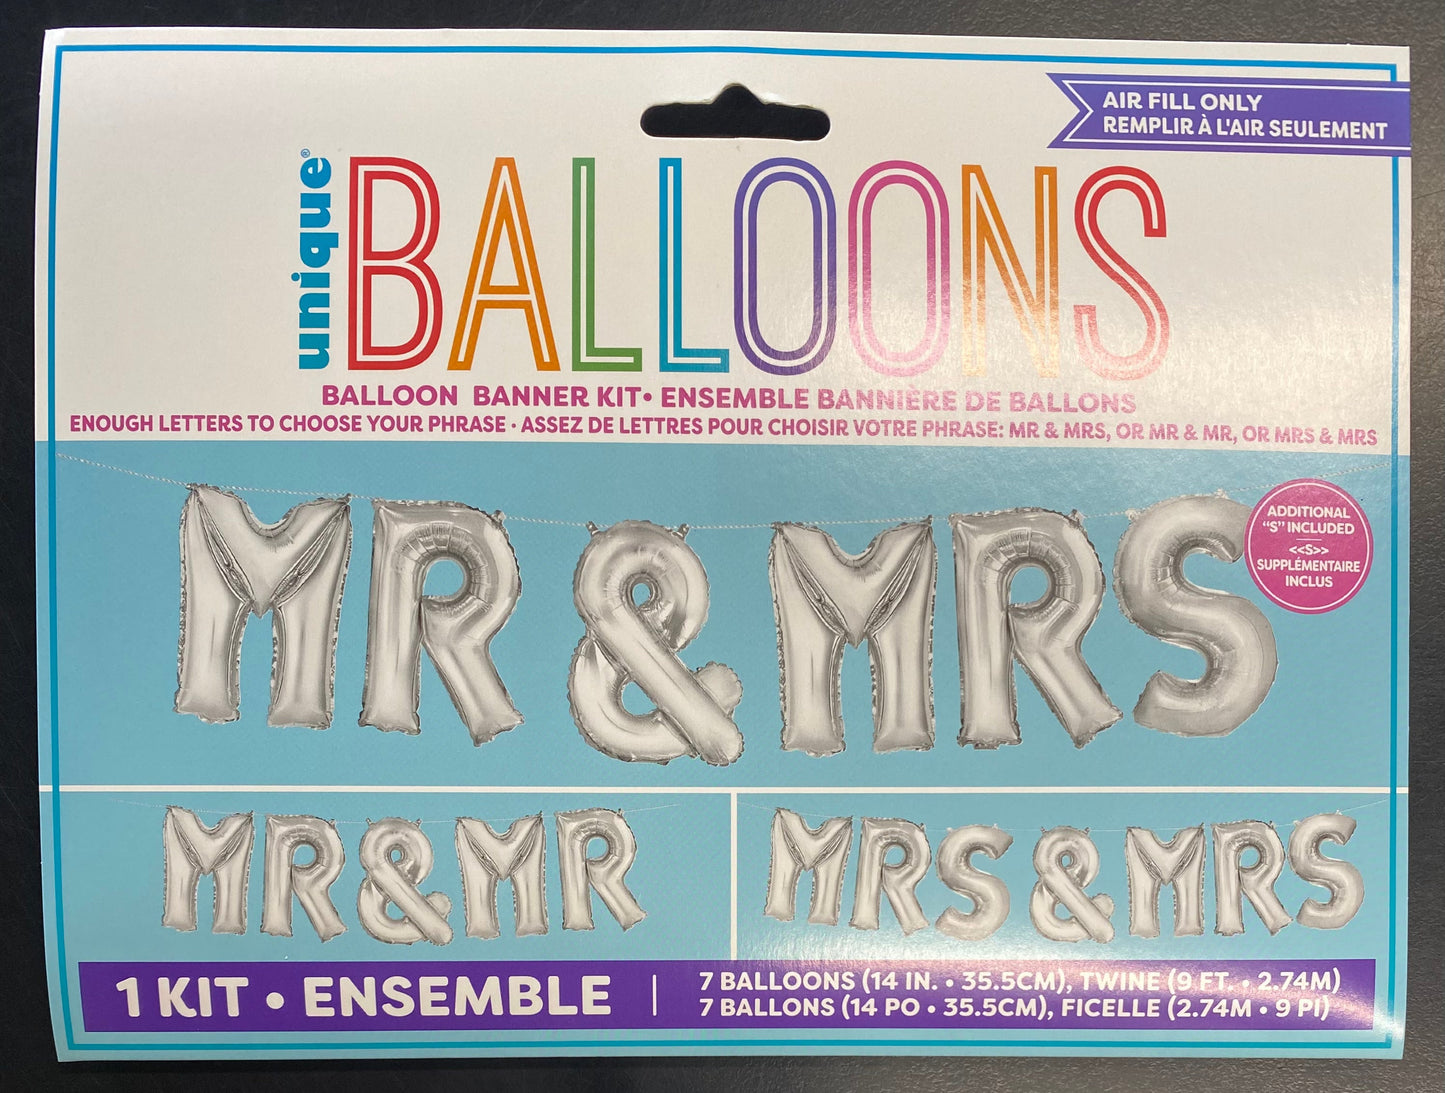 AIR FILL ONLY
REMPLIR À L'AIR SEULEMENT
unique®
BALLOONS
BALLOON BANNER KIT • ENSEMBLE BANNIÈRE DE BALLONS
ENOUGH LETTERS TO CHOOSE YOUR PHRASE • ASSEZ DE LETTRES POUR CHOISIR VOTRE PHRASE: MR & MRS, OR MR & MR, OR MRS & MRS
MR & MRS
ADDITIONAL
“S” INCLUDED
<<S>>
SUPPLÉMENTAIRE
INCLUS
MR & MR
MRS & MRS
1 KIT • ENSEMBLE
7 BALLOONS (14 IN. • 35.5CM), TWINE (9 FT. • 2.74M)
7 BALLONS (14 PO • 35.5CM), FICELLE (2.74M • 9 PI)